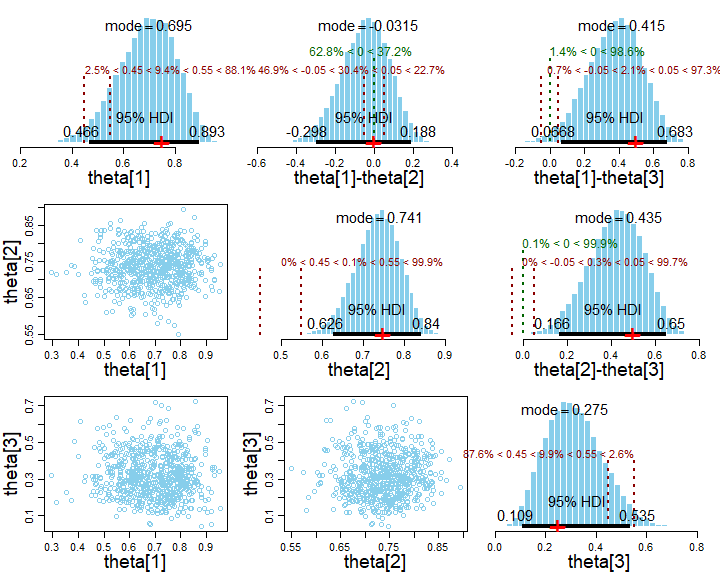 mode = 0.695
2.5% < 0.45 < 9.4% < 0.55 < 88.1%
95% HDI
0.466 0.893
0.2 0.4 0.6 0.8
theta[1]
mode = -0.0315
62.8% < 0 < 37.2%
46.9% < -0.05 < 30.4% < 0.05 < 22.7%
95% HDI
-0.298 0.188
-0.6 -0.4 -0.2 0.0 0.2 0.4
theta[1]-theta[2]
mode = 0.415
1.4% < 0 < 98.6%
0.7% < -0.05 < 2.1% < 0.05 < 97.3%
95% HDI
0.0668 0.683
-0.2 0.0 0.2 0.4 0.6 0.8
theta[1]-theta[3]
theta[2]
0.55 0.65 0.75 0.85
0.3 0.4 0.5 0.6 0.7 0.8 0.9
theta[1]
mode = 0.741
0% < 0.45 < 0.1% < 0.55 < 99.9%
95% HDI
0.626 0.84
0.5 0.6 0.7 0.8 0.9
theta[2]
mode = 0.435
0.1% < 0 < 99.9%
0% < -0.05 < 0.3% < 0.05 < 99.7%
95% HDI
0.166 0.65
0.0 0.2 0.4 0.6 0.8
theta[2]-theta[3]
theta[3]
0.1 0.3 0.5 0.7
0.3 0.4 0.5 0.6 0.7 0.8 0.9
theta[1]
theta[3]
0.1 0.3 0.5 0.7
0.55 0.65 0.75 0.85
theta[2]
mode = 0.275
87.6% < 0.45 < 9.9% < 0.55 < 2.6%
95% HDI
0.109 0.535
0.0 0.2 0.4 0.6 0.8
theta[3]